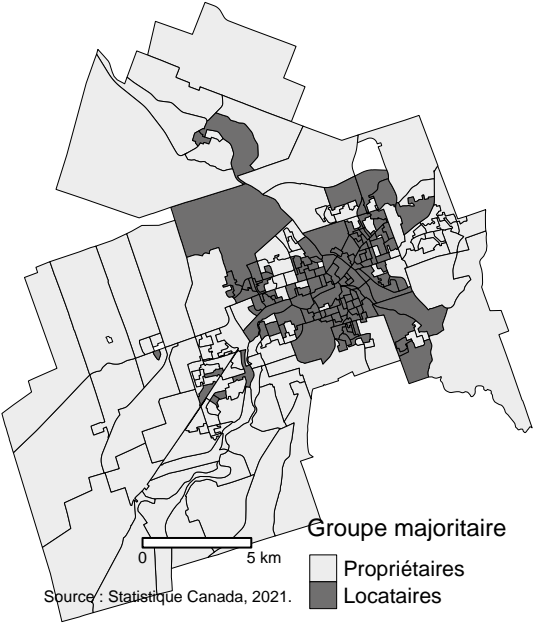 Groupe majoritaire
Propriétaires
Locataires
0 5 km
Source : Statistique Canada, 2021.